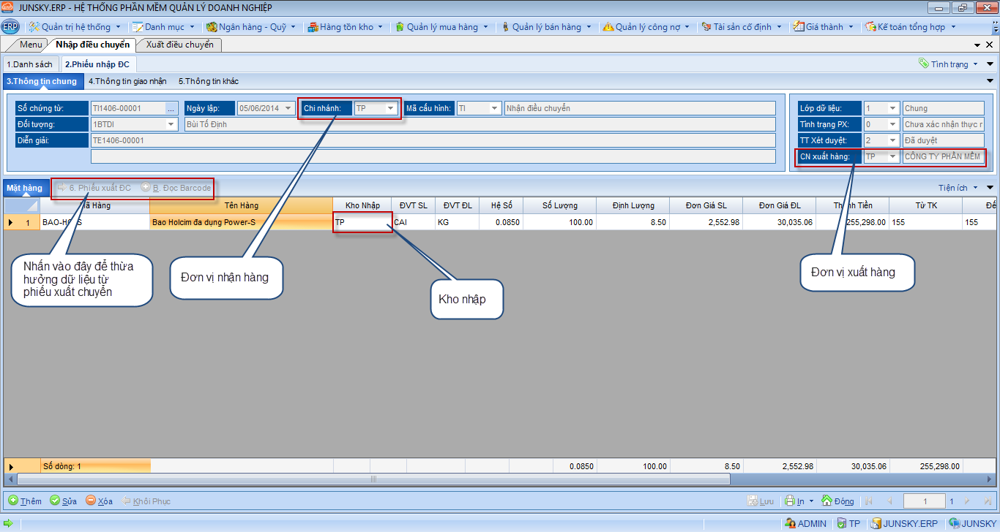 JUNSKY.ERP - HỆ THỐNG PHẦN MỀM QUẢN LÝ DOANH NGHIỆP
ERP Quản trị hệ thống Danh mục Ngân hàng - Quỹ Hàng tồn kho Quản lý mua hàng Quản lý bán hàng Quản lý công nợ Tài sản cố định Giá thành Kế toán tổng hợp
Menu Nhập điều chuyển Xuất điều chuyển
1.Danh sách 2.Phiếu nhập ĐC Tình trạng
3.Thông tin chung 4.Thông tin giao nhận 5.Thông tin khác
Số chứng từ: TI1406-00001 ... Ngày lập: 05/06/2014 Chi nhánh: TP Mã cấu hình: TI Nhận điều chuyển Lớp dữ liệu: 1 Chung
Đối tượng: 1BTDI Bùi Tố Định Tình trạng PX: 0 Chưa xác nhận thực
Diễn giải: TE1406-00001 TT Xét duyệt: 2 Đã duyệt
CN xuất hàng: TP CÔNG TY PHẦN MỀM
Mặt hàng 6. Phiếu xuất ĐC B. Đọc Barcode Tiện ích
Mã Hàng Tên Hàng Kho Nhập ĐVT SL ĐVT ĐL Hệ Số Số Lượng Định Lượng Đơn Giá SL Đơn Giá ĐL Thành Tiền Từ TK Đế
1 BAO-HO Bao Holcim đa dụng Power-S TP CAI KG 0.0850 100.00 8.50 2,552.98 30,035.06 255,298.00 155 155
Nhấn vào đây để thừa
hưởng dữ liệu từ
phiếu xuất chuyển
Đơn vị nhận hàng
Kho nhập
Đơn vị xuất hàng
Số dòng: 1 0.0850 100.00 8.50 2,552.98 30,035.06 255,298.00
Thêm Sửa Xóa Khôi Phục Lưu In Đóng 1 1
ADMIN TP JUNSKY.ERP JUNSKY